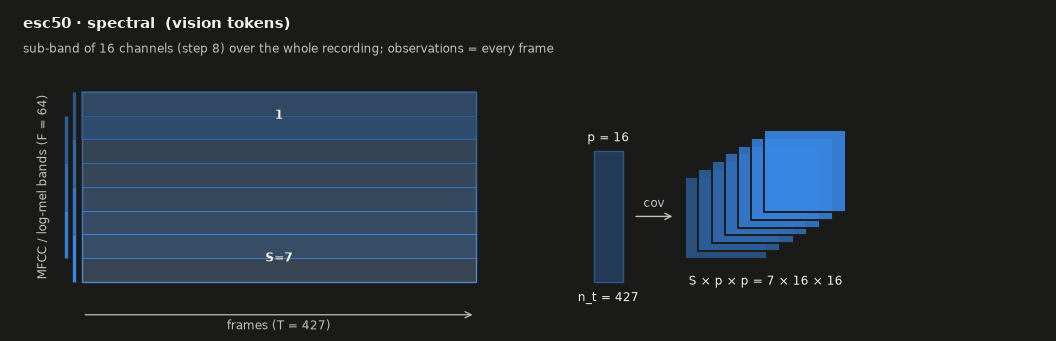 esc50 · spectral (vision tokens)
sub-band of 16 channels (step 8) over the whole recording; observations = every frame
MFCC / log-mel bands (F = 64)
1
S=7
frames (T = 427)
p = 16
n_t = 427
cov
S × p × p = 7 × 16 × 16